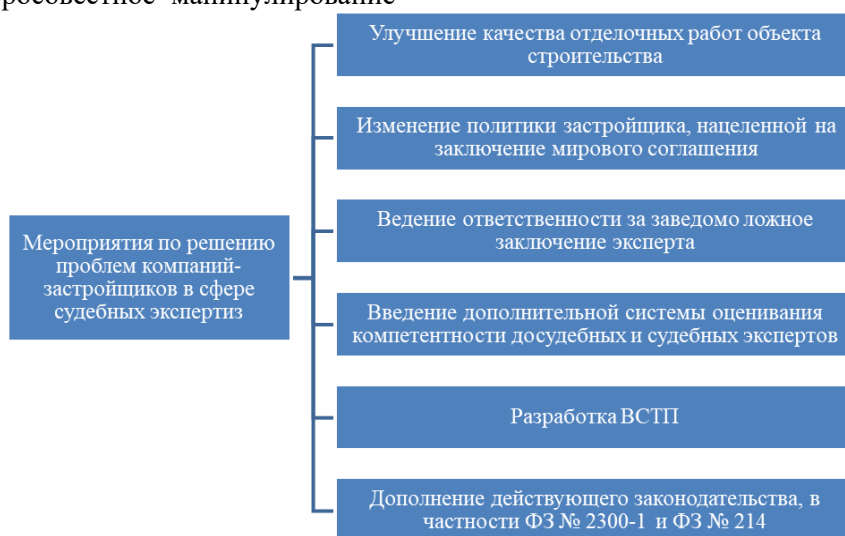 росовестное манипулирование
Улучшение качества отделочных работ объекта
строительства
Изменение политики застройщика, нацеленной на
заключение мирового соглашения
Ведение ответственности за заведомо ложное
заключение эксперта
Мероприятия по решению
проблем компаний-
застройщиков в сфере
судебных экспертиз
Введение дополнительной системы оценивания
компетентности досудебных и судебных экспертов
Разработка ВСТП
Дополнение действующего законодательства, в
частности ФЗ № 2300-1 и ФЗ № 214